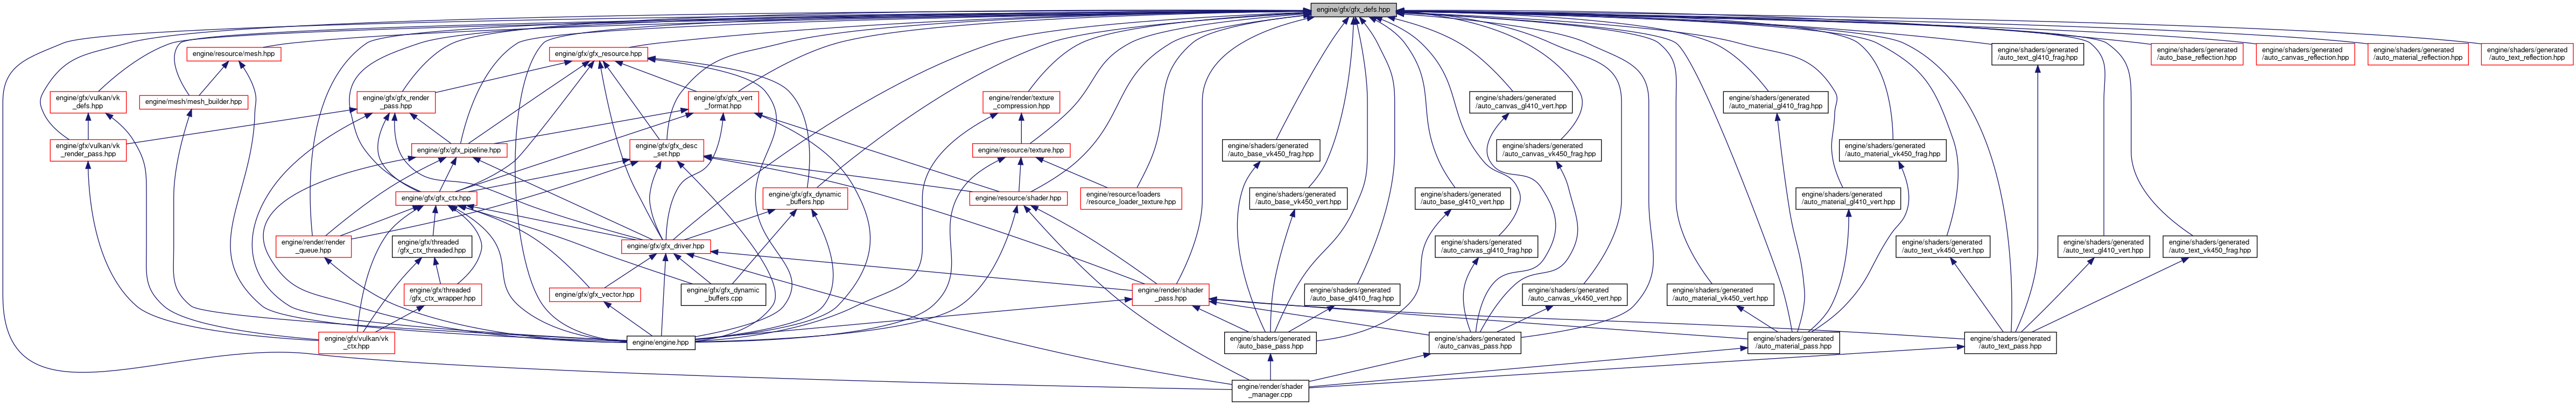 engine/gfx/gfx_defs.hpp
engine/resource/mesh.hpp
engine/gfx/gfx_resource.hpp
engine/shaders/generated
/auto_text_gl410_frag.hpp
engine/shaders/generated
/auto_base_reflection.hpp
engine/shaders/generated
/auto_canvas_reflection.hpp
engine/shaders/generated
/auto_material_reflection.hpp
engine/shaders/generated
/auto_text_reflection.hpp
engine/gfx/vulkan/vk
_defs.hpp
engine/mesh/mesh_builder.hpp
engine/gfx/gfx_render
_pass.hpp
engine/gfx/gfx_vert
_format.hpp
engine/render/texture
_compression.hpp
engine/shaders/generated
/auto_canvas_gl410_vert.hpp
engine/shaders/generated
/auto_material_gl410_frag.hpp
engine/gfx/vulkan/vk
_render_pass.hpp
engine/gfx/gfx_pipeline.hpp
engine/gfx/gfx_desc
_set.hpp
engine/resource/texture.hpp
engine/shaders/generated
/auto_base_vk450_frag.hpp
engine/shaders/generated
/auto_canvas_vk450_frag.hpp
engine/shaders/generated
/auto_material_vk450_frag.hpp
engine/gfx/gfx_ctx.hpp
engine/gfx/gfx_dynamic
_buffers.hpp
engine/resource/shader.hpp
engine/resource/loaders
/resource_loader_texture.hpp
engine/shaders/generated
/auto_base_vk450_vert.hpp
engine/shaders/generated
/auto_base_gl410_vert.hpp
engine/shaders/generated
/auto_material_gl410_vert.hpp
engine/render/render
_queue.hpp
engine/gfx/threaded
/gfx_ctx_threaded.hpp
engine/gfx/gfx_driver.hpp
engine/shaders/generated
/auto_canvas_gl410_frag.hpp
engine/shaders/generated
/auto_text_vk450_vert.hpp
engine/shaders/generated
/auto_text_gl410_vert.hpp
engine/shaders/generated
/auto_text_vk450_frag.hpp
engine/gfx/threaded
/gfx_ctx_wrapper.hpp
engine/gfx/gfx_vector.hpp
engine/gfx/gfx_dynamic
_buffers.cpp
engine/render/shader
_pass.hpp
engine/shaders/generated
/auto_base_gl410_frag.hpp
engine/shaders/generated
/auto_canvas_vk450_vert.hpp
engine/shaders/generated
/auto_material_vk450_vert.hpp
engine/gfx/vulkan/vk
_ctx.hpp
engine/engine.hpp
engine/shaders/generated
/auto_base_pass.hpp
engine/shaders/generated
/auto_canvas_pass.hpp
engine/shaders/generated
/auto_material_pass.hpp
engine/shaders/generated
/auto_text_pass.hpp
engine/render/shader
_manager.cpp